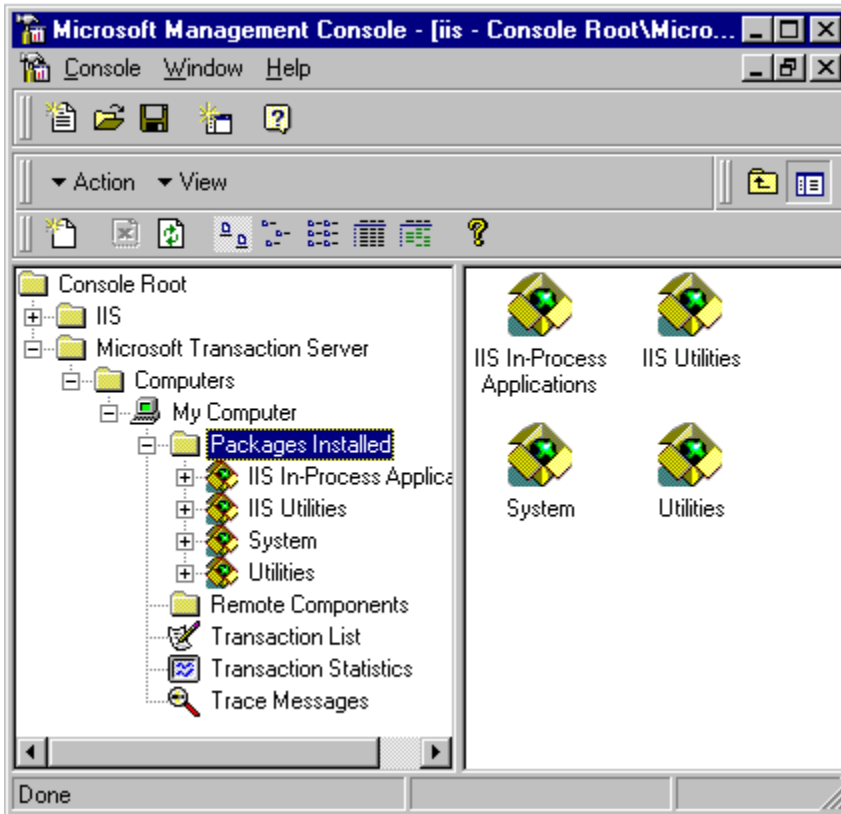 Microsoft Management Console - [iis - Console Root\Micro...
Console Window Help
Action View
Console Root
IIS
Microsoft Transaction Server
Computers
My Computer
Packages Installed
IIS In-Process Applica
IIS Utilities
System
Utilities
Remote Components
Transaction List
Transaction Statistics
Trace Messages
IIS In-Process
Applications
IIS Utilities
System
Utilities
Done